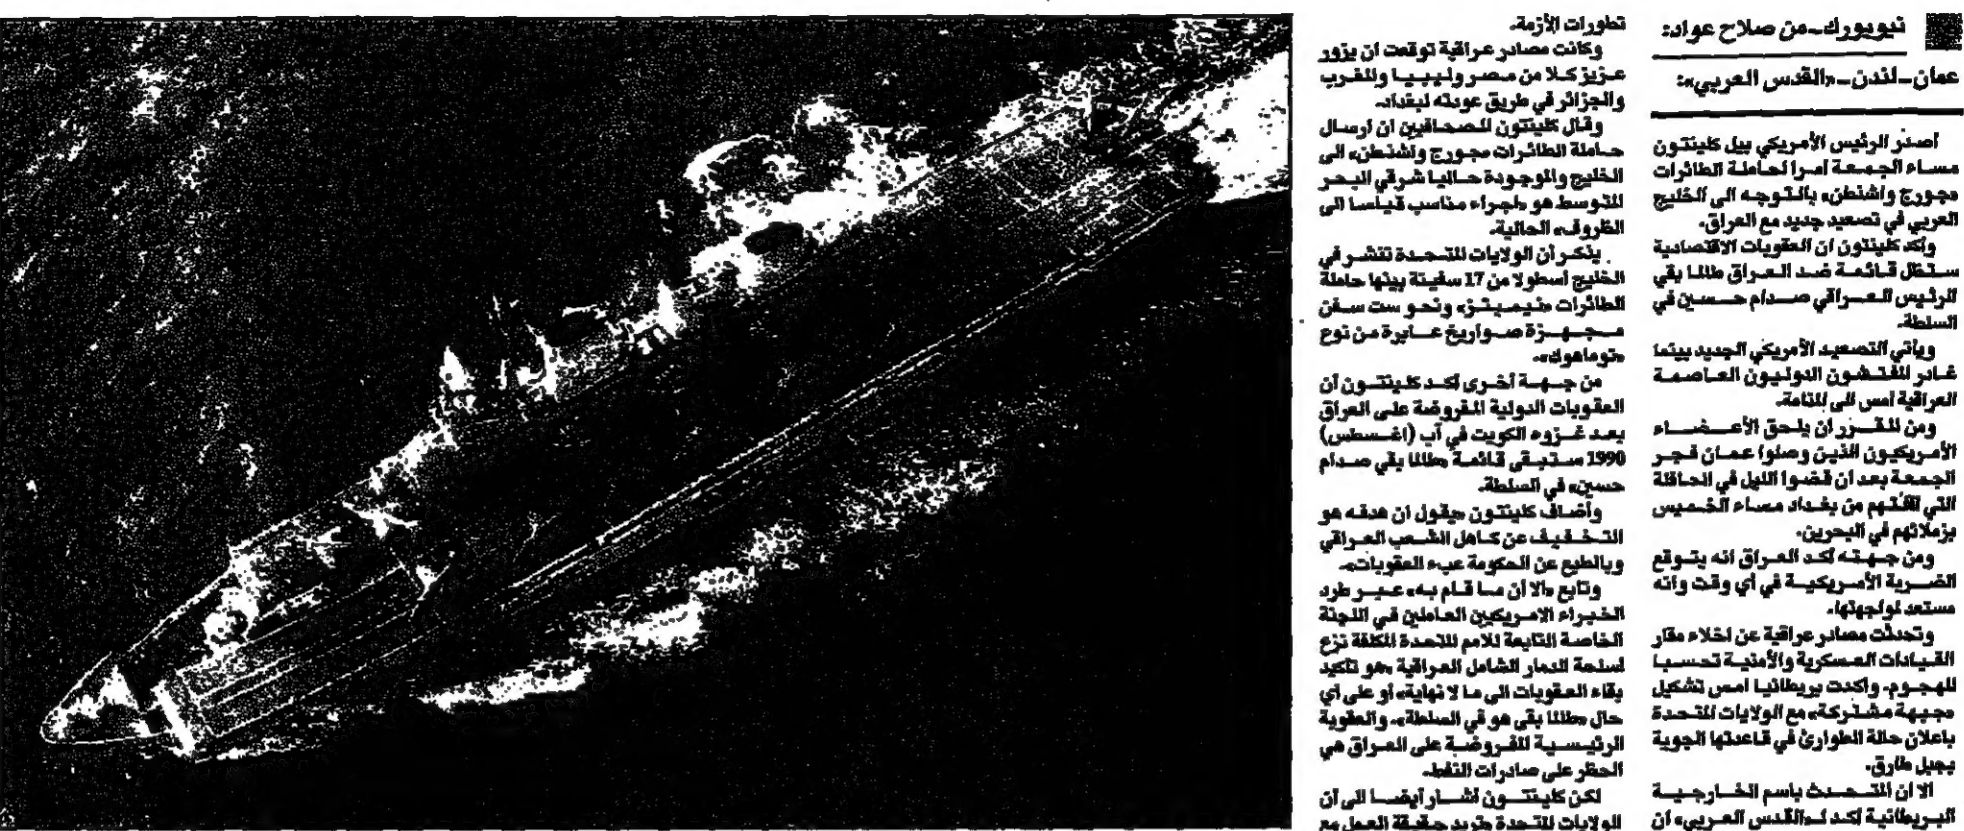 نيويورك ـ من صلاح عواد:
عمان ـ لندن ـ «القدس العربي»:
أصدر الرئيس الأمريكي بيل كلينتون
مساء الجمعة أمرا لحاملة الطائرات
«جورج واشنطن» بالتوجه الى الخليج
العربي في تصعيد جديد مع العراق.
وأكد كلينتون ان العقوبات الاقتصادية
ستظل قائمة ضد العراق طالما بقي
الرئيس العراقي صدام حسين في
السلطة.
ويأتي التصعيد الأمريكي الجديد بينما
غادر المفتشون الدوليون العاصمة
العراقية أمس الى المنامة.
ومن المقرر ان يلحق الأعضاء
الأمريكيون الذين وصلوا عمان فجر
الجمعة بعد أن قضوا الليل في الحافلة
التي اقلتهم من بغداد مساء الخميس
بزملائهم في البحرين.
ومن جهته أكد العراق انه يتوقع
الضربة الأمريكية في أي وقت وانه
مستعد لمواجهتها.
وتحدثت مصادر عراقية عن اخلاء مقار
القيادات العسكرية والأمنية تحسبا
للهجوم. واكدت بريطانيا امس تشكيل
«جبهة مشتركة» مع الولايات المتحدة
باعلان حالة الطوارئ في قاعدتها الجوية
بجبل طارق.
الا ان المتحدث باسم الخارجية
البريطانية أكد لـ«القدس العربي» ان
تطورات الأزمة.
وكانت مصادر عراقية توقعت ان يزور
عزيز كلا من مصر وليبيا والمغرب
والجزائر في طريق عودته لبغداد.
وقال كلينتون للصحافيين ان ارسال
حاملة الطائرات «جورج واشنطن» الى
الخليج والموجودة حاليا شرقي البحر
المتوسط هو «اجراء مناسب قياسا الى
الظروف» الحالية.
يذكر أن الولايات المتحدة تنشر في
الخليج أسطولا من 17 سفينة بينها حاملة
الطائرات «نيميتز» ونحو ست سفن
مجهزة صواريخ عابرة من نوع
«توماهوك».
من جهة أخرى أكد كلينتون أن
العقوبات الدولية المفروضة على العراق
بعد غزوه الكويت في آب (اغسطس)
1990 ستبقى قائمة «طالما بقي صدام
حسين» في السلطة.
وأضاف كلينتون «يقول ان هدفه هو
التخفيف عن كاهل الشعب العراقي
وبالطبع عن الحكومة عبء العقوبات».
وتابع «الا أن ما قام به» عبر طرد
الخبراء الامريكيين العاملين في اللجنة
الخاصة التابعة للامم المتحدة المكلفة نزع
اسلحة الدمار الشامل العراقية «هو تاكيد
بقاء العقوبات الى ما لا نهاية» أو على أي
حال «طالما بقي هو في السلطة». والعقوبة
الرئيسية المفروضة على العراق هي
الحظر على صادرات النفط.
لكن كلينتون أشار أيضا الى أن
الولايات المتحدة «تريد حقيقة العمل مع